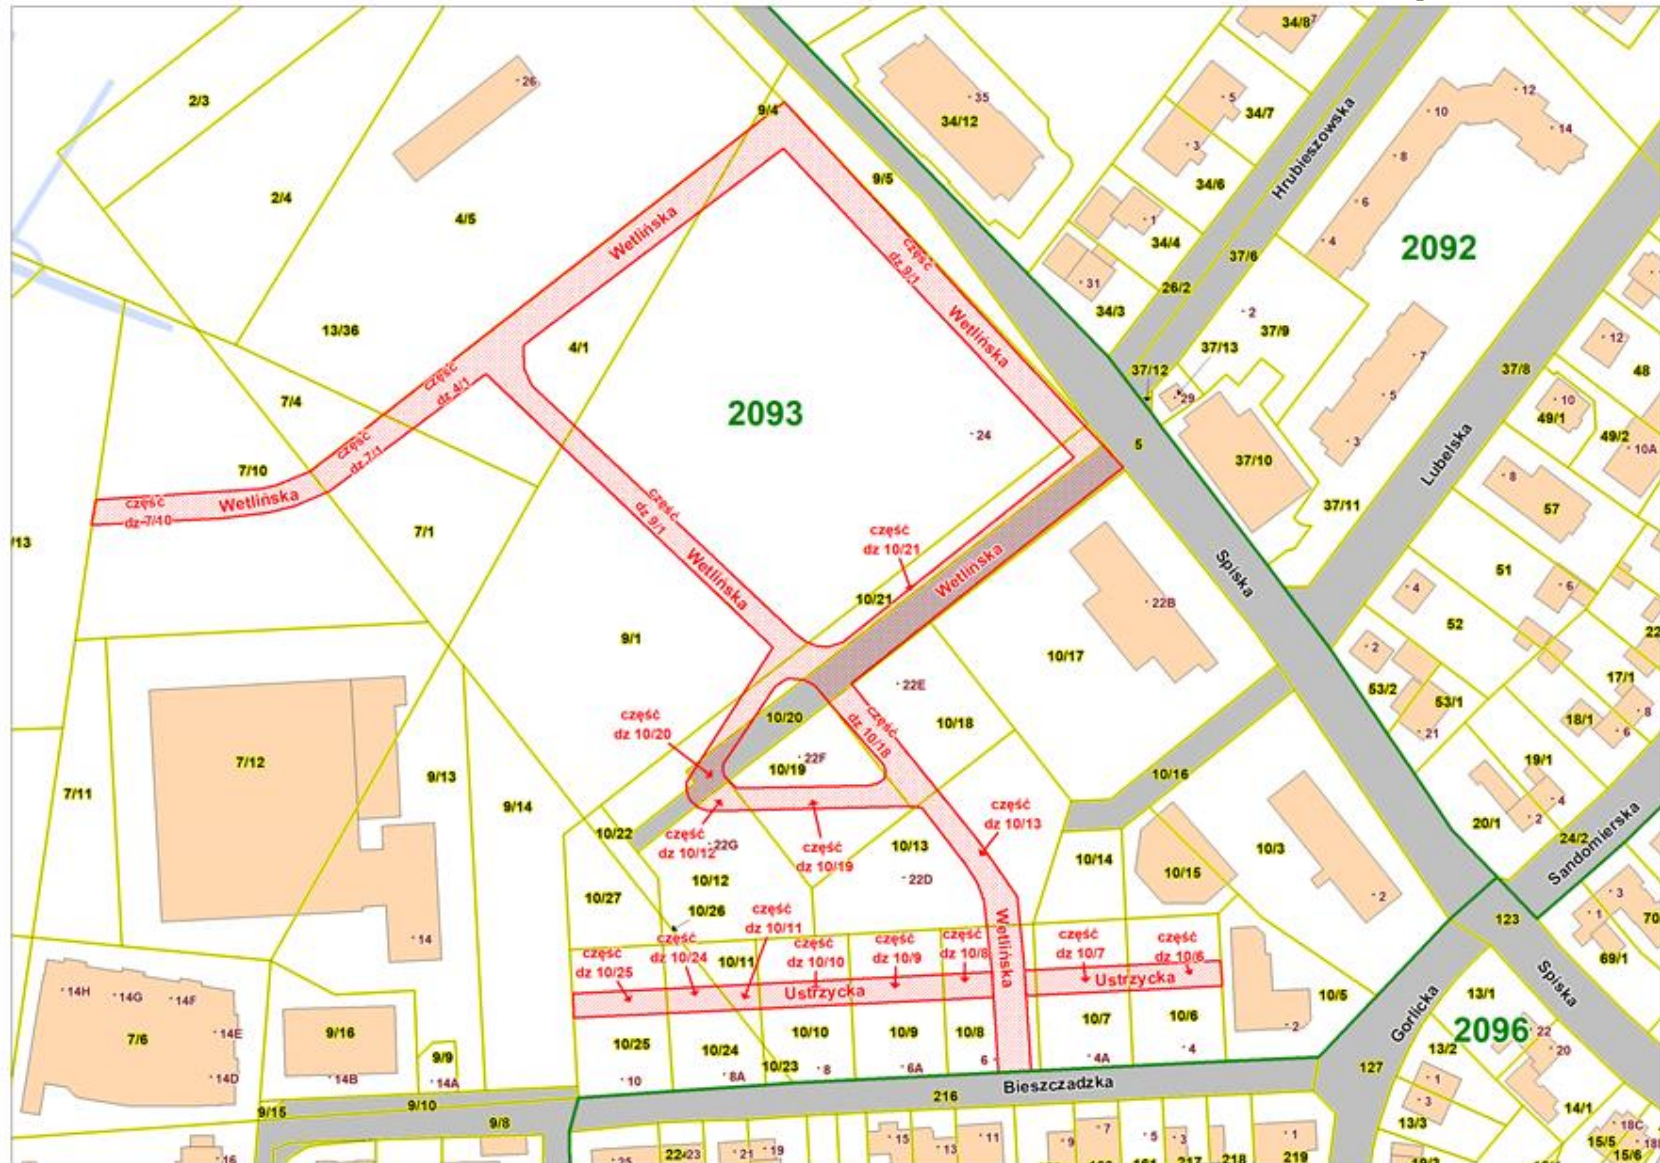 34/8
7
2/3
26
9/4
35
34/12
5
34/7
3
12
10
14
8
Hrubieszowska
9/5
34/6
2/4
4/5
Wetlińska
6
1
34/4
4
2092
część
dz 9/1
37/6
31
26/2
34/3
2
37/9
13/36
4/1
Wetlińska
37/13
12
7
37/12
37/8
48
część
dz 4/1
7/4
29
5
10
49/1
2093
24
5
3
49/2
10A
część
dz 7/1
37/10
Lubelska
7/10
8
Wetlińska
część
dz 7/10
część
dz 9/1
37/11
57
/13
7/1
część
dz 10/21
Wetlińska
Wetlińska
Spiska
51
4
6
10/21
22B
52
22
9/1
2
10/17
17/1
22E
53/2
53/1
8
18/1
część
dz 10/20
10/20
część
dz 10/18
10/18
21
6
7/12
22F
10/19
19/1
9/13
10/16
7/11
4
9/14
część
dz 10/13
2
20/1
10/22
24/2
Sandomierska
część
dz 10/12
22G
część
dz 10/19
10/13
10/14
10/3
10/15
22D
10/12
2
3
10/27
10/26
część
dz 10/11
Wetlińska
1
123
70
14
część
dz 10/25
część
dz 10/24
10/11
część
dz 10/10
część
dz 10/9
część
dz 10/8
część
dz 10/7
część
dz 10/6
69/1
Ustrzycka
Ustrzycka
Spiska
14H
14G
14F
10/5
13/1
Gorlicka
2096
7/6
14E
9/16
10/25
10/24
10/10
10/9
10/8
10/7
10/6
2
22
20
13/2
9/9
10/23
6
4A
4
14D
14B
14A
10
8A
8
6A
127
1
Bieszczadzka
3
216
9/15
9/10
14/1
9/8
13/3
18C
15
13
11
9
7
5
3
1
15/5
15/6
16
25
224
23
21
19
217
218
219